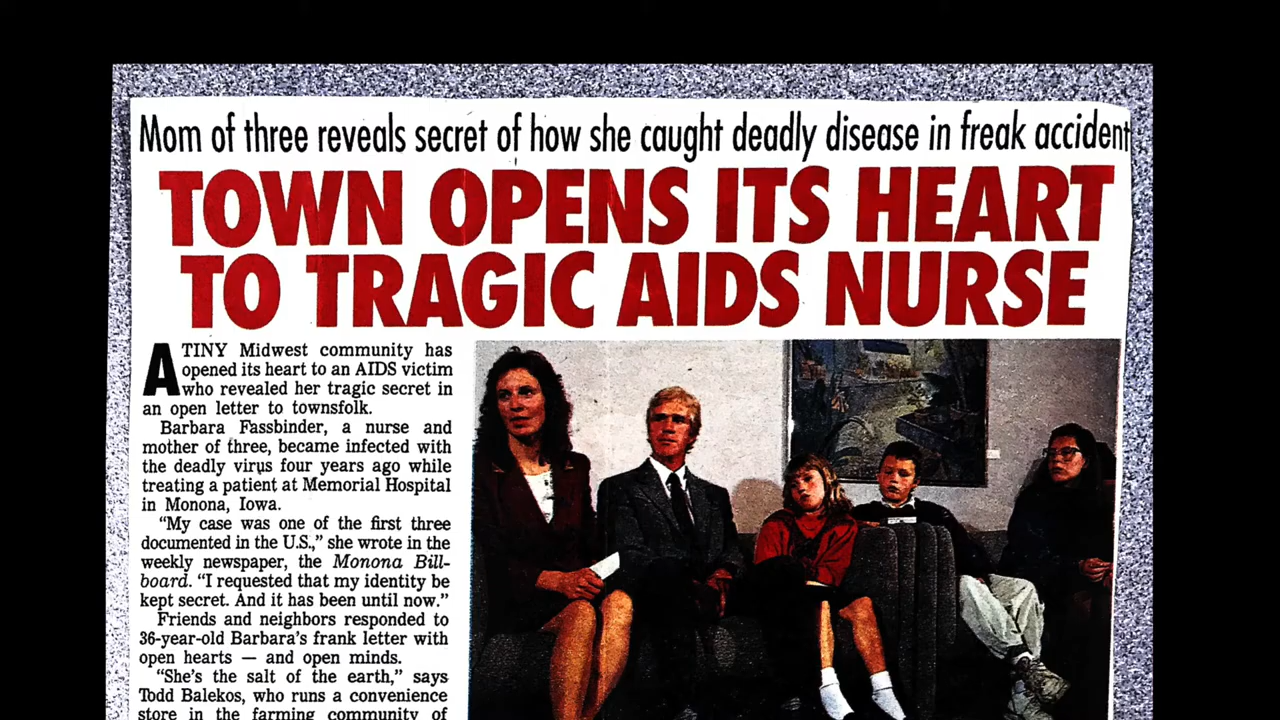 Mom of three reveals secret of how she caught deadly disease in freak accident
TOWN OPENS ITS HEART
TO TRAGIC AIDS NURSE
A TINY Midwest community has
opened its heart to an AIDS victim
who revealed her tragic secret in
an open letter to townsfolk.
Barbara Fassbinder, a nurse and
mother of three, became infected with
the deadly virus four years ago while
treating a patient at Memorial Hospital
in Monona, Iowa.
“My case was one of the first three
documented in the U.S.,” she wrote in the
weekly newspaper, the Monona Bill-
board. “I requested that my identity be
kept secret. And it has been until now.”
Friends and neighbors responded to
36-year-old Barbara’s frank letter with
open hearts — and open minds.
“She’s the salt of the earth,” says
Todd Balekos, who runs a convenience
store in the farming community of